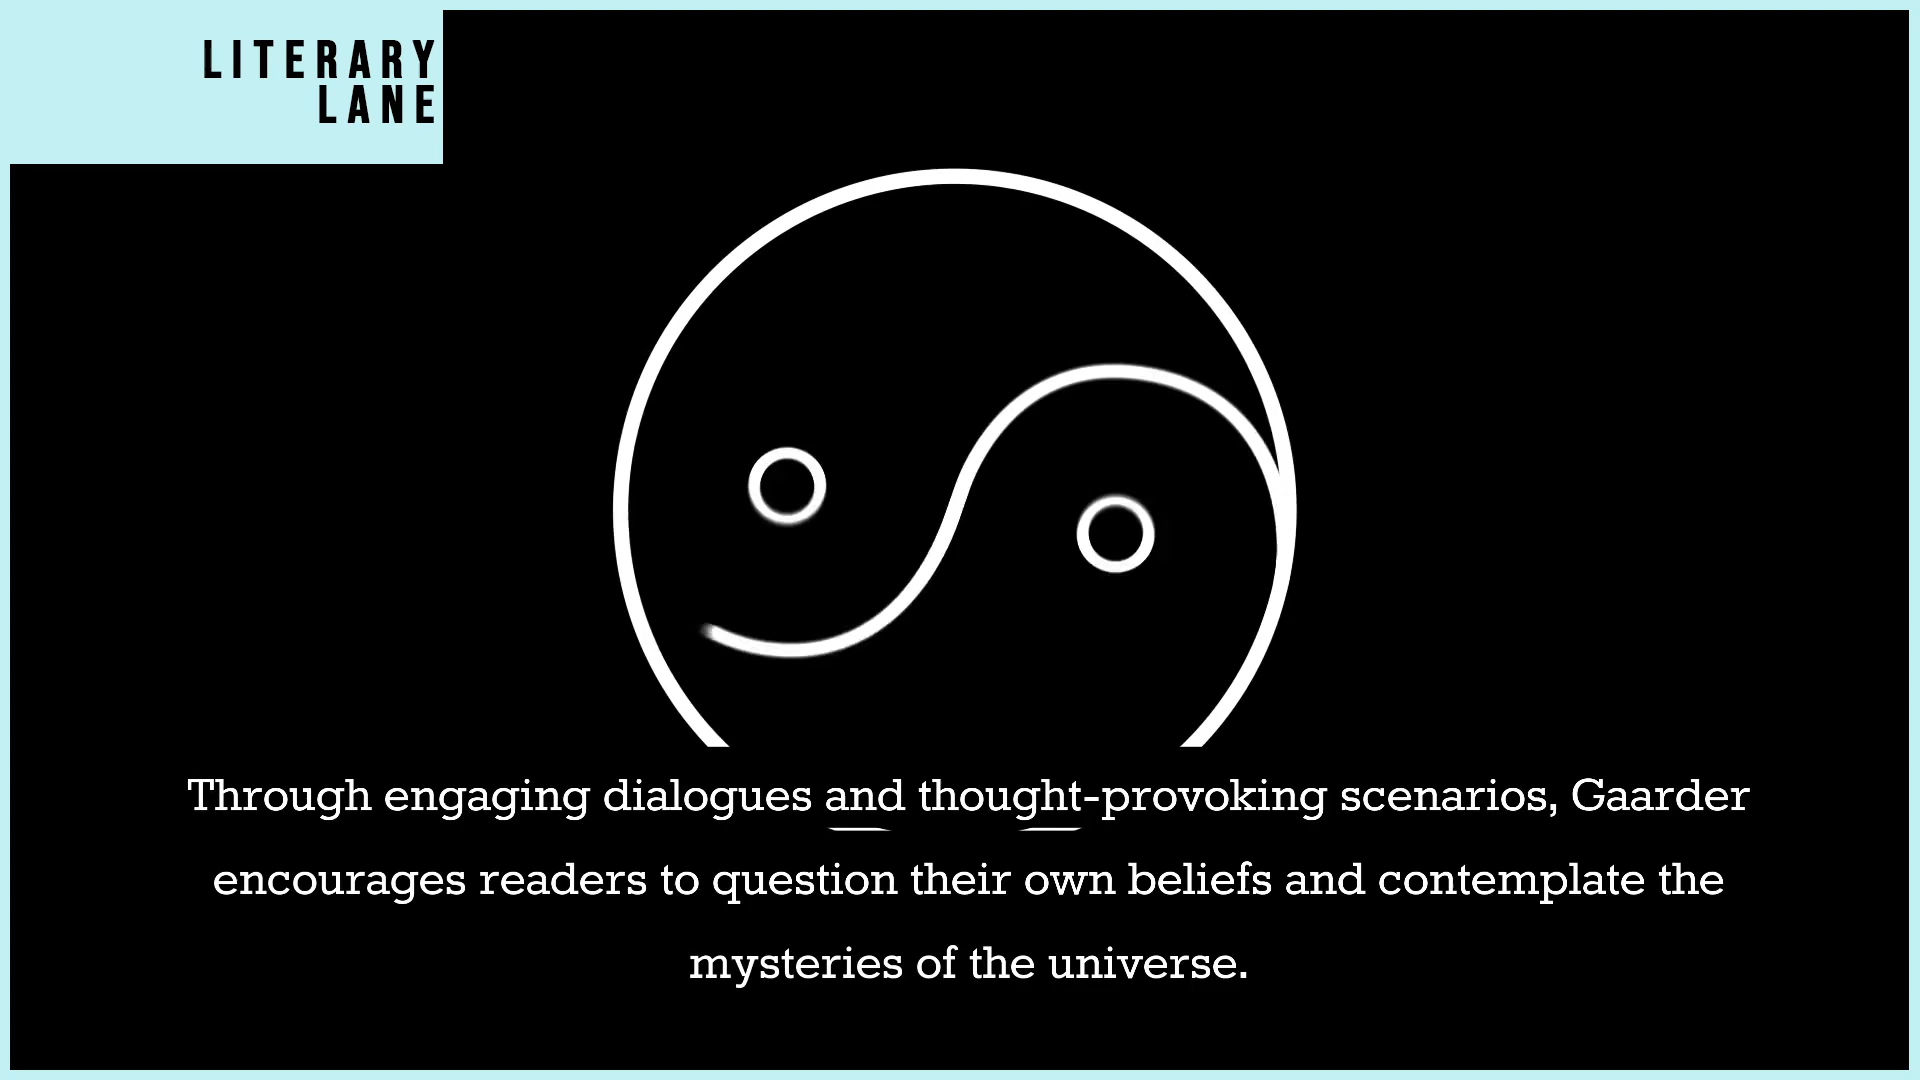 LITERARY
LANE
Through engaging dialogues and thought-provoking scenarios, Gaarder
encourages readers to question their own beliefs and contemplate the
mysteries of the universe.